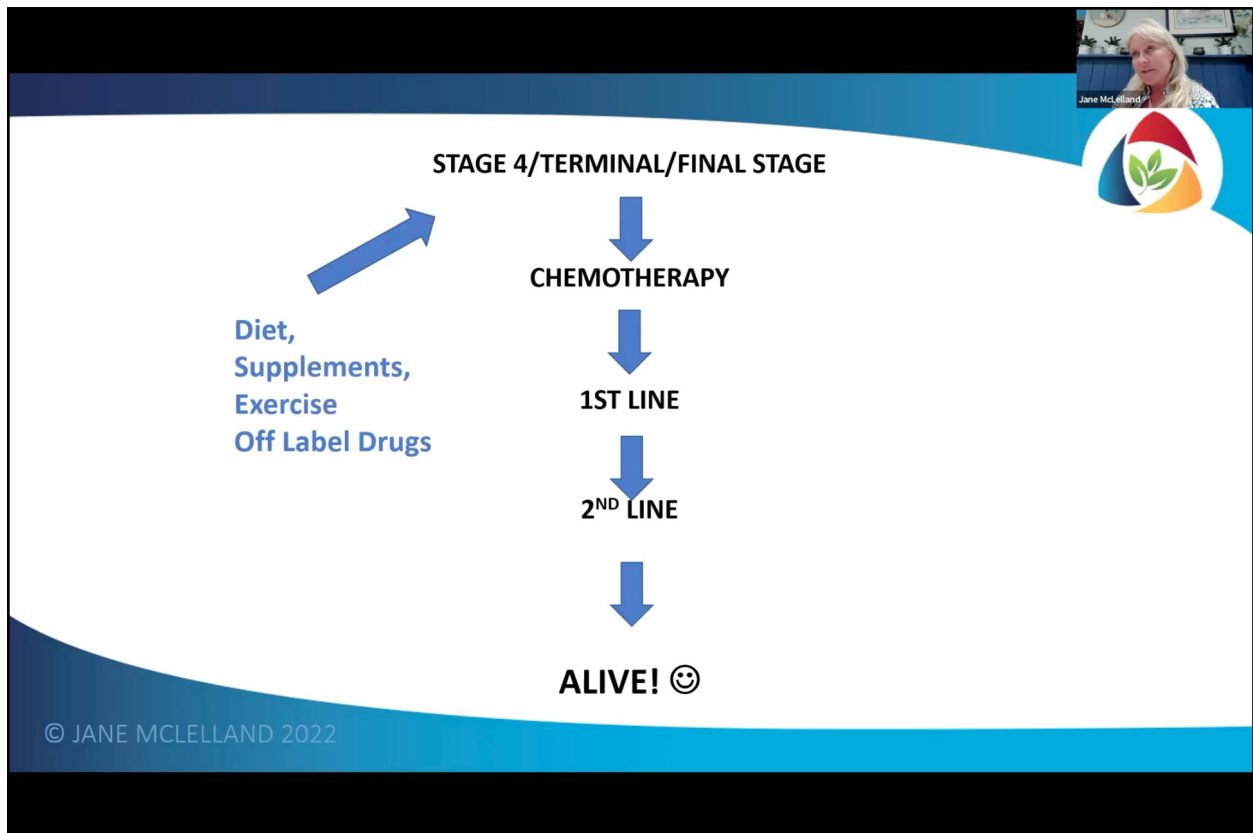 Jane McLelland
STAGE 4/TERMINAL/FINAL STAGE
CHEMOTHERAPY
Diet,
Supplements,
Exercise
Off Label Drugs
1ST LINE
2ND LINE
ALIVE! ☺
© JANE MCLELLAND 2022